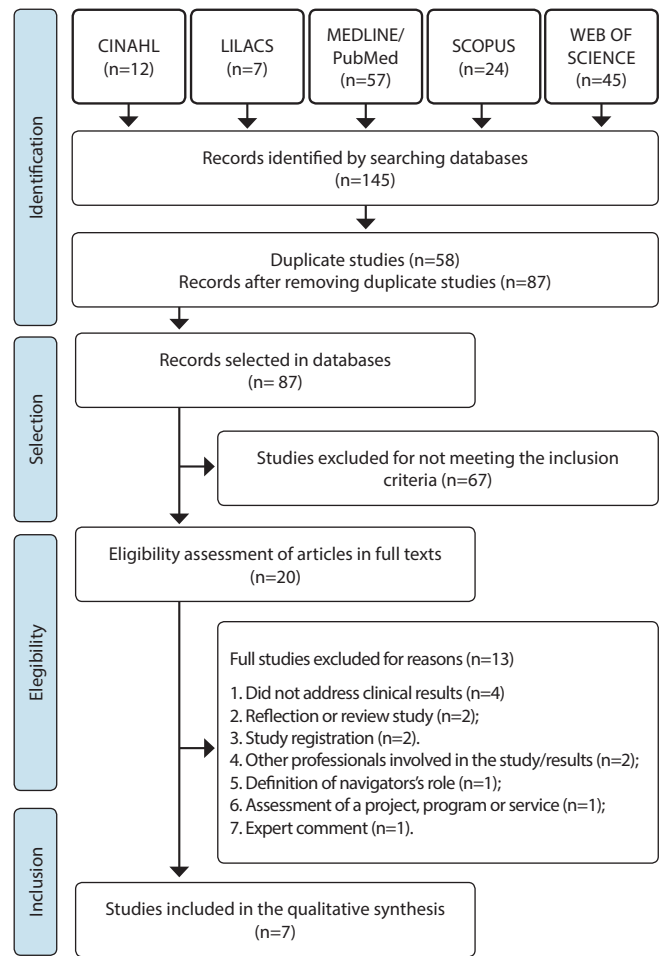 Identification
CINAHL
(n=12)
LILACS
(n=7)
MEDLINE/
PubMed
(n=57)
SCOPUS
(n=24)
WEB OF
SCIENCE
(n=45)
Records identified by searching databases
(n=145)
Duplicate studies (n=58)
Records after removing duplicate studies (n=87)
Selection
Records selected in databases
(n= 87)
Studies excluded for not meeting the inclusion
criteria (n=67)
Elegibility
Eligibility assessment of articles in full texts
(n=20)
Full studies excluded for reasons (n=13)
1. Did not address clinical results (n=4)
2. Reflection or review study (n=2);
3. Study registration (n=2).
4. Other professionals involved in the study/results (n=2);
5. Definition of navigators's role (n=1);
6. Assessment of a project, program or service (n=1);
7. Expert comment (n=1).
Inclusion
Studies included in the qualitative synthesis
(n=7)